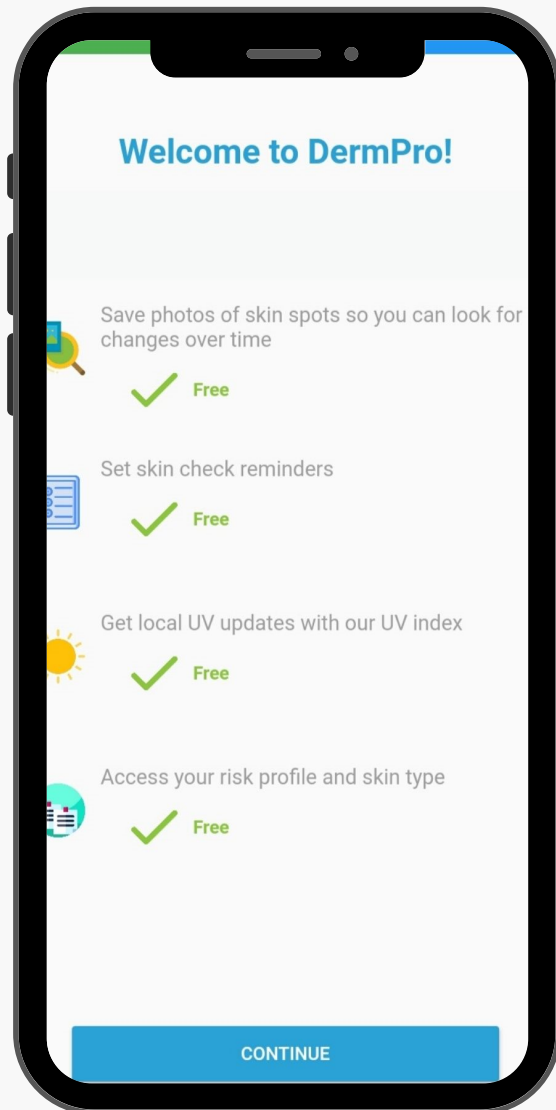 Welcome to DermPro!
Save photos of skin spots so you can look for
changes over time
Free
Set skin check reminders
Free
Get local UV updates with our UV index
Free
Access your risk profile and skin type
Free
CONTINUE